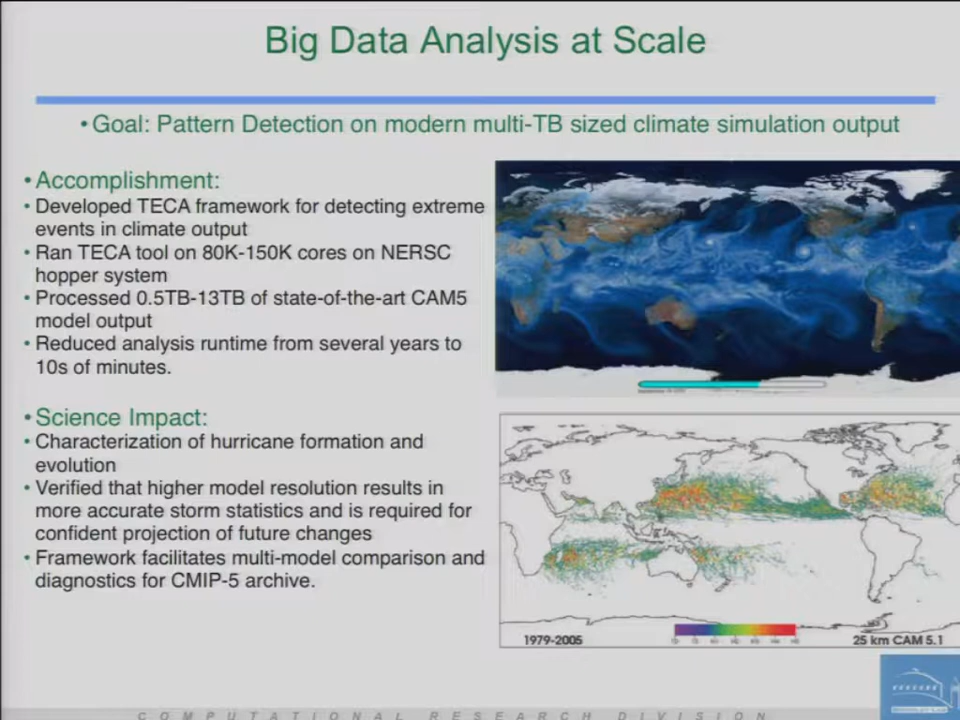 Big Data Analysis at Scale
• Goal: Pattern Detection on modern multi-TB sized climate simulation output
• Accomplishment:
• Developed TECA framework for detecting extreme
events in climate output
• Ran TECA tool on 80K-150K cores on NERSC
hopper system
• Processed 0.5TB-13TB of state-of-the-art CAM5
model output
• Reduced analysis runtime from several years to
10s of minutes.
• Science Impact:
• Characterization of hurricane formation and
evolution
• Verified that higher model resolution results in
more accurate storm statistics and is required for
confident projection of future changes
• Framework facilitates multi-model comparison and
diagnostics for CMIP-5 archive.
1979-2005
25 km CAM 5.1
COMPUTATIONAL RESEARCH DIVISION